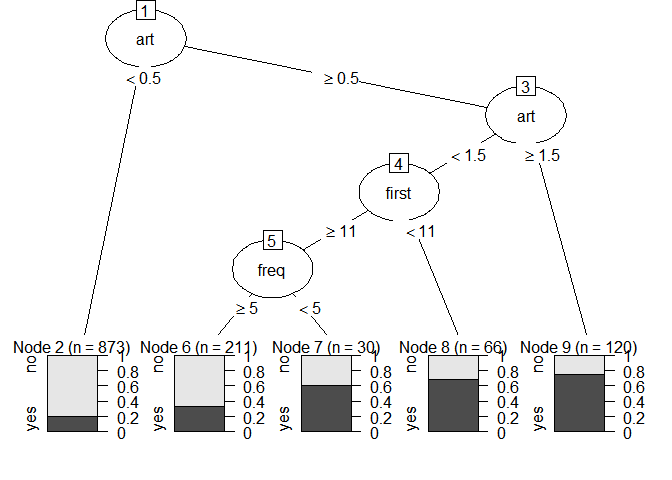 1
art
< 0.5
≥ 0.5
3
art
< 1.5
≥ 1.5
4
first
≥ 11
< 11
5
freq
≥ 5
< 5
Node 2 (n = 873)
no
yes
1
0.8
0.6
0.4
0.2
0
Node 6 (n = 211)
no
yes
1
0.8
0.6
0.4
0.2
0
Node 7 (n = 30)
no
yes
1
0.8
0.6
0.4
0.2
0
Node 8 (n = 66)
no
yes
1
0.8
0.6
0.4
0.2
0
Node 9 (n = 120)
no
yes
1
0.8
0.6
0.4
0.2
0